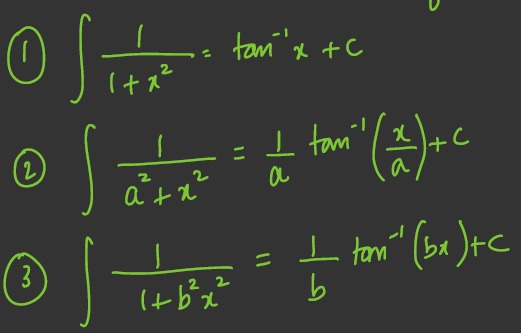 ① ∫ 1/(1+x²) = tan⁻¹x + c
② ∫ 1/(a²+x²) = 1/a tan⁻¹(x/a)+c
③ ∫ 1/(1+b²x²) = 1/b tan⁻¹(bx)+c